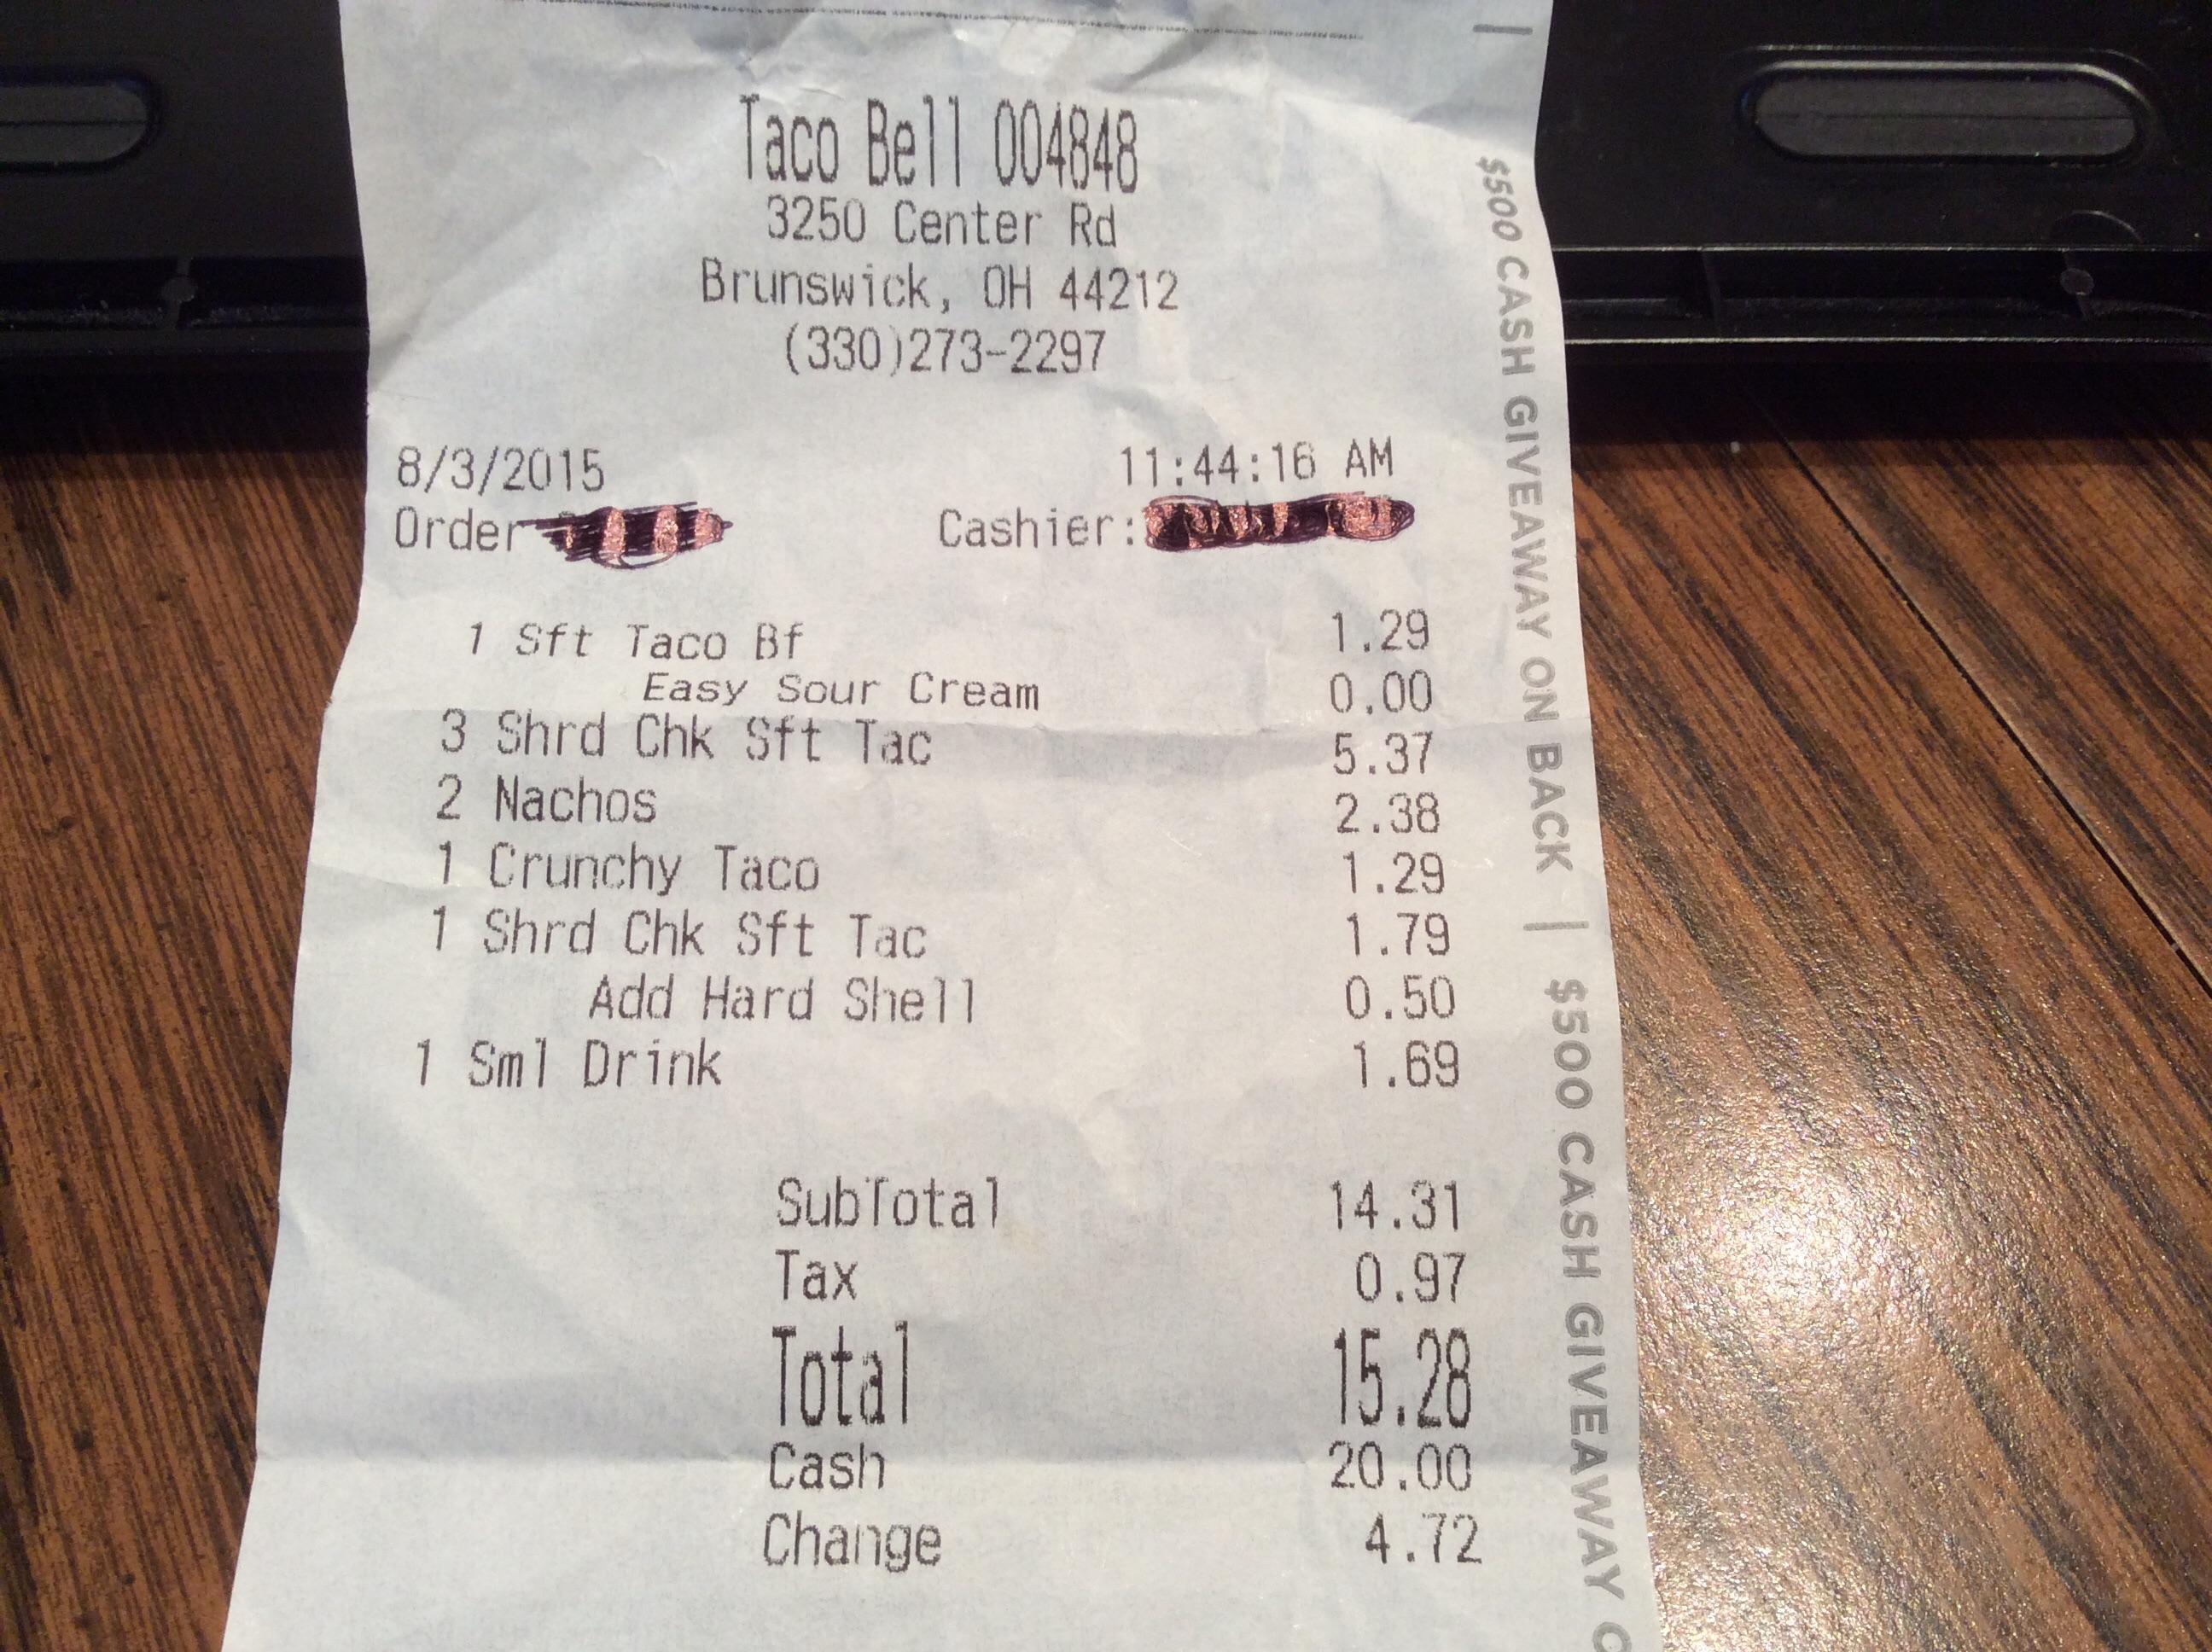 Taco Bell 004848
3250 Center Rd
Brunswick, OH 44212
(330)273-2297
8/3/2015 11:44:16 AM
Order Cashier:
1 Sft Taco Bf 1.29
Easy Sour Cream 0.00
3 Shrd Chk Sft Tac 5.37
2 Nachos 2.38
1 Crunchy Taco 1.29
1 Shrd Chk Sft Tac 1.79
Add Hard Shell 0.50
1 Sml Drink 1.69
SubTotal 14.31
Tax 0.97
Total 15.28
Cash 20.00
Change 4.72
| $500 CASH GIVEAWAY ON BACK | $500 CASH GIVEAWAY